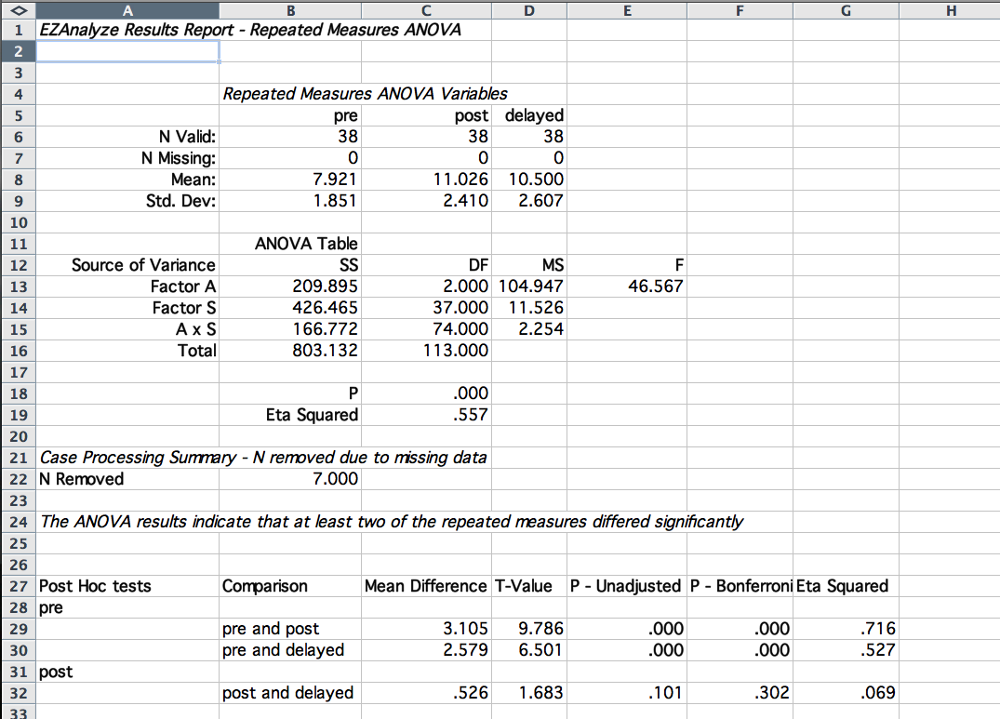 A B C D E F G H
1 EZAnalyze Results Report - Repeated Measures ANOVA
2
3
4 Repeated Measures ANOVA Variables
5 pre post delayed
6 N Valid: 38 38 38
7 N Missing: 0 0 0
8 Mean: 7.921 11.026 10.500
9 Std. Dev: 1.851 2.410 2.607
10
11 ANOVA Table
12 Source of Variance SS DF MS F
13 Factor A 209.895 2.000 104.947 46.567
14 Factor S 426.465 37.000 11.526
15 A x S 166.772 74.000 2.254
16 Total 803.132 113.000
17
18 P .000
19 Eta Squared .557
20
21 Case Processing Summary - N removed due to missing data
22 N Removed 7.000
23
24 The ANOVA results indicate that at least two of the repeated measures differed significantly
25
26
27 Post Hoc tests Comparison Mean Difference T-Value P - Unadjusted P - Bonferroni Eta Squared
28 pre
29 pre and post 3.105 9.786 .000 .000 .716
30 pre and delayed 2.579 6.501 .000 .000 .527
31 post
32 post and delayed .526 1.683 .101 .302 .069
33